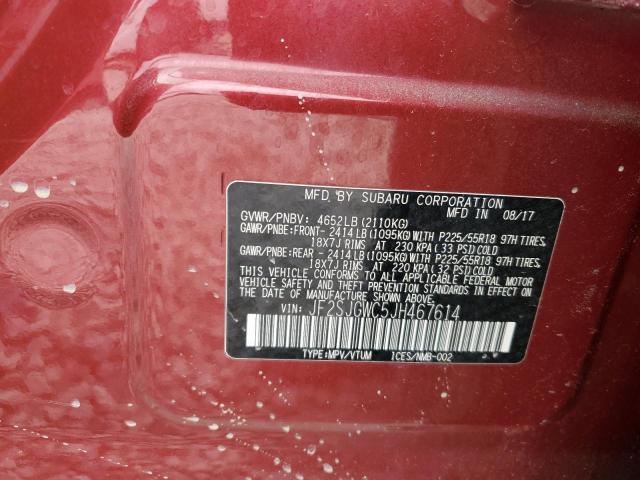 MFD. BY SUBARU CORPORATION
MFD IN 08/17
GVWR/PNBV: 4652LB (2110KG)
GAWR/PNBE:FRONT- 2414 LB (1095KG) WITH P225/55R18 97H TIRES,
18X7J RIMS AT 230 KPA (33 PSI) COLD
GAWR/PNBE:REAR - 2414 LB (1095KG) WITH P225/55R18 97H TIRES,
18X7J RIMS AT 220 KPA (32 PSI) COLD
THIS VEHICLE CONFORMS TO ALL APPLICABLE FEDERAL MOTOR
VEHICLE SAFETY, BUMPER, AND THEFT PREVENTION STANDARDS IN EFFECT
ON THE DATE OF MANUFACTURE SHOWN ABOVE.
VIN: JF2SJGWC5JH467614
TYPE:MPV/VTUM ICES/NMB-002